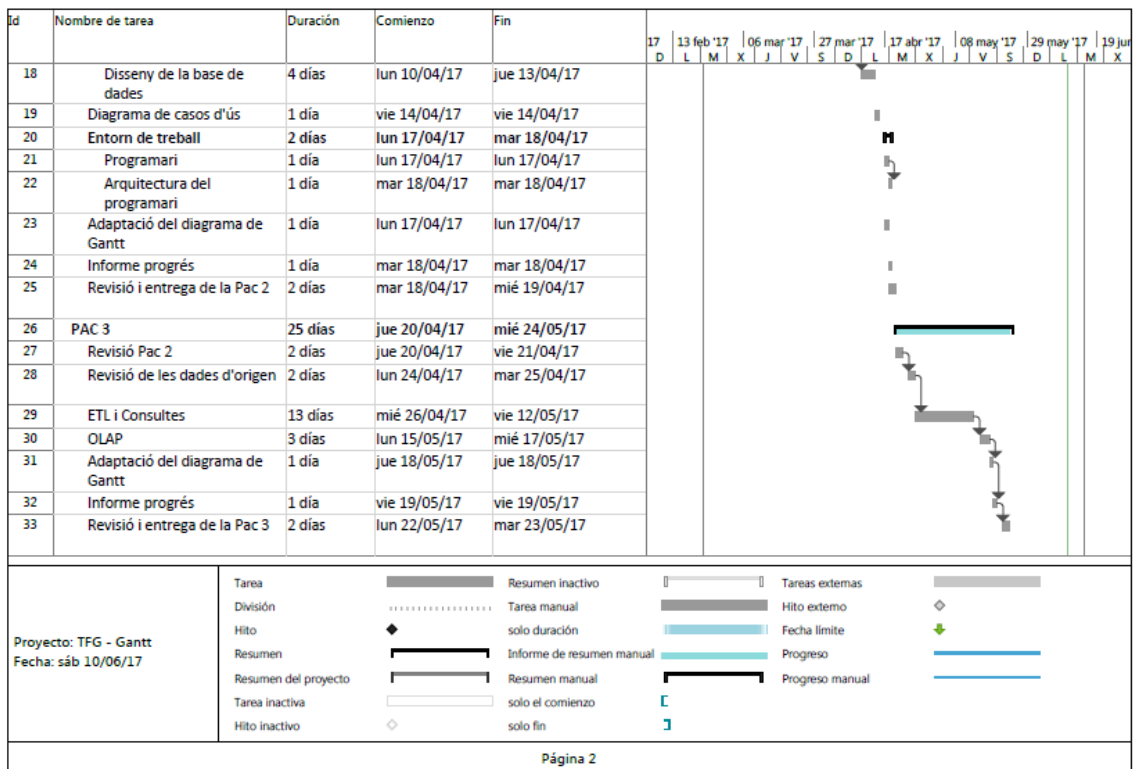 Id Nombre de tarea Duración Comienzo Fin
17 13 feb '17 06 mar '17 27 mar '17 17 abr '17 08 may '17 29 may '17 19 jun
D L M X J V S D L M X J V S D L M X
18 Disseny de la base de dades 4 días lun 10/04/17 jue 13/04/17
19 Diagrama de casos d'ús 1 día vie 14/04/17 vie 14/04/17
20 Entorn de treball 2 días lun 17/04/17 mar 18/04/17
21 Programari 1 día lun 17/04/17 lun 17/04/17
22 Arquitectura del programari 1 día mar 18/04/17 mar 18/04/17
23 Adaptació del diagrama de Gantt 1 día lun 17/04/17 lun 17/04/17
24 Informe progrés 1 día mar 18/04/17 mar 18/04/17
25 Revisió i entrega de la Pac 2 2 días mar 18/04/17 mié 19/04/17
26 PAC 3 25 días jue 20/04/17 mié 24/05/17
27 Revisió Pac 2 2 días jue 20/04/17 vie 21/04/17
28 Revisió de les dades d'origen 2 días lun 24/04/17 mar 25/04/17
29 ETL i Consultes 13 días mié 26/04/17 vie 12/05/17
30 OLAP 3 días lun 15/05/17 mié 17/05/17
31 Adaptació del diagrama de Gantt 1 día jue 18/05/17 jue 18/05/17
32 Informe progrés 1 día vie 19/05/17 vie 19/05/17
33 Revisió i entrega de la Pac 3 2 días lun 22/05/17 mar 23/05/17
Proyecto: TFG - Gantt
Fecha: sáb 10/06/17
Tarea Resumen inactivo Tareas externas
División Tarea manual Hito externo
Hito solo duración Fecha límite
Resumen Informe de resumen manual Progreso
Resumen del proyecto Resumen manual Progreso manual
Tarea inactiva solo el comienzo
Hito inactivo solo fin
Página 2